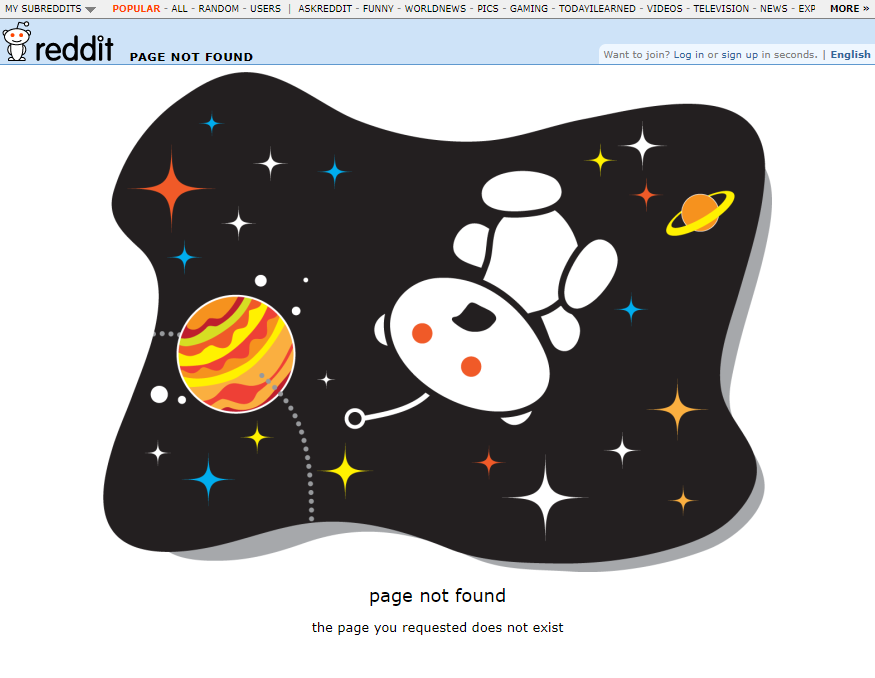 MY SUBREDDITS POPULAR - ALL - RANDOM - USERS | ASKREDDIT - FUNNY - WORLDNEWS - PICS - GAMING - TODAYILEARNED - VIDEOS - TELEVISION - NEWS - EXP MORE »
reddit PAGE NOT FOUND
Want to join? Log in or sign up in seconds. | English
page not found
the page you requested does not exist